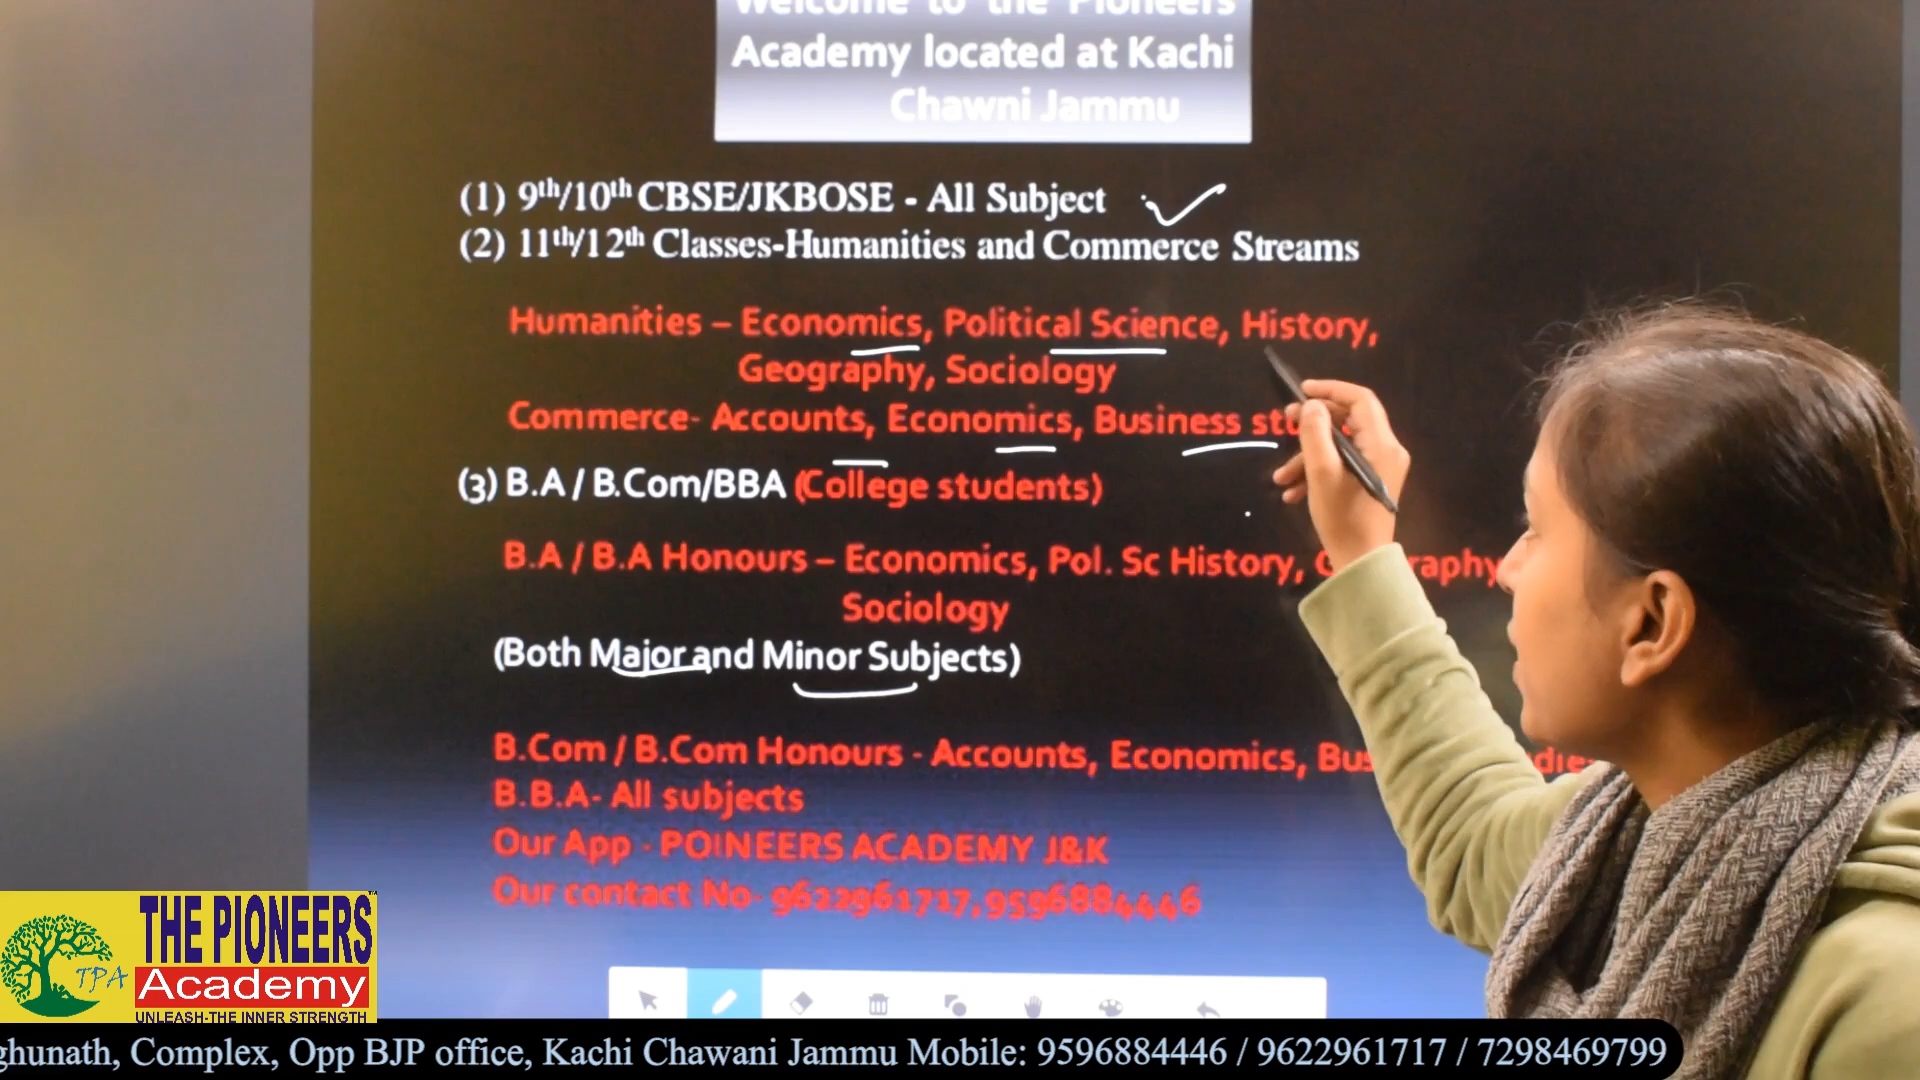 Welcome to the Pioneers
Academy located at Kachi
Chawni Jammu
(1) 9th/10th CBSE/JKBOSE - All Subject
(2) 11th/12th Classes-Humanities and Commerce Streams
Humanities – Economics, Political Science, History,
Geography, Sociology
Commerce- Accounts, Economics, Business
(3) B.A / B.Com/BBA (College students)
B.A / B.A Honours – Economics, Pol. Sc History,
Sociology
(Both Major and Minor Subjects)
B.Com / B.Com Honours - Accounts, Economics,
B.B.A- All subjects
Our App - POINEERS ACADEMY J&K
Our contact No- 9622961717,9596884446
THE PIONEERS
TPA
Academy
UNLEASH-THE INNER STRENGTH
Complex, Opp BJP office, Kachi Chawani Jammu Mobile: 9596884446 / 9622961717 / 7298469799